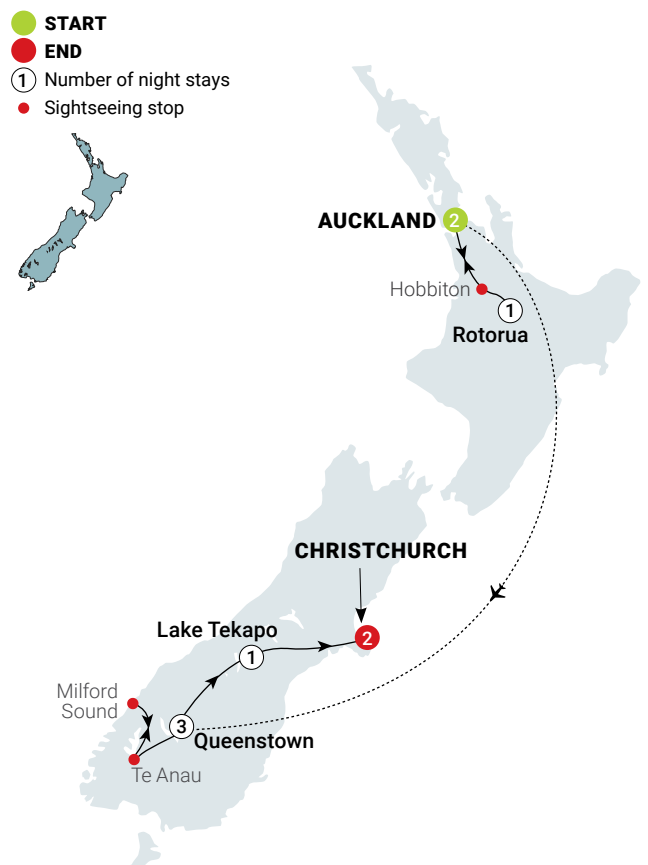 START
END
1 Number of night stays
Sightseeing stop
AUCKLAND 2
Hobbiton
1
Rotorua
CHRISTCHURCH
2
Lake Tekapo
1
Milford
Sound
3
Queenstown
Te Anau